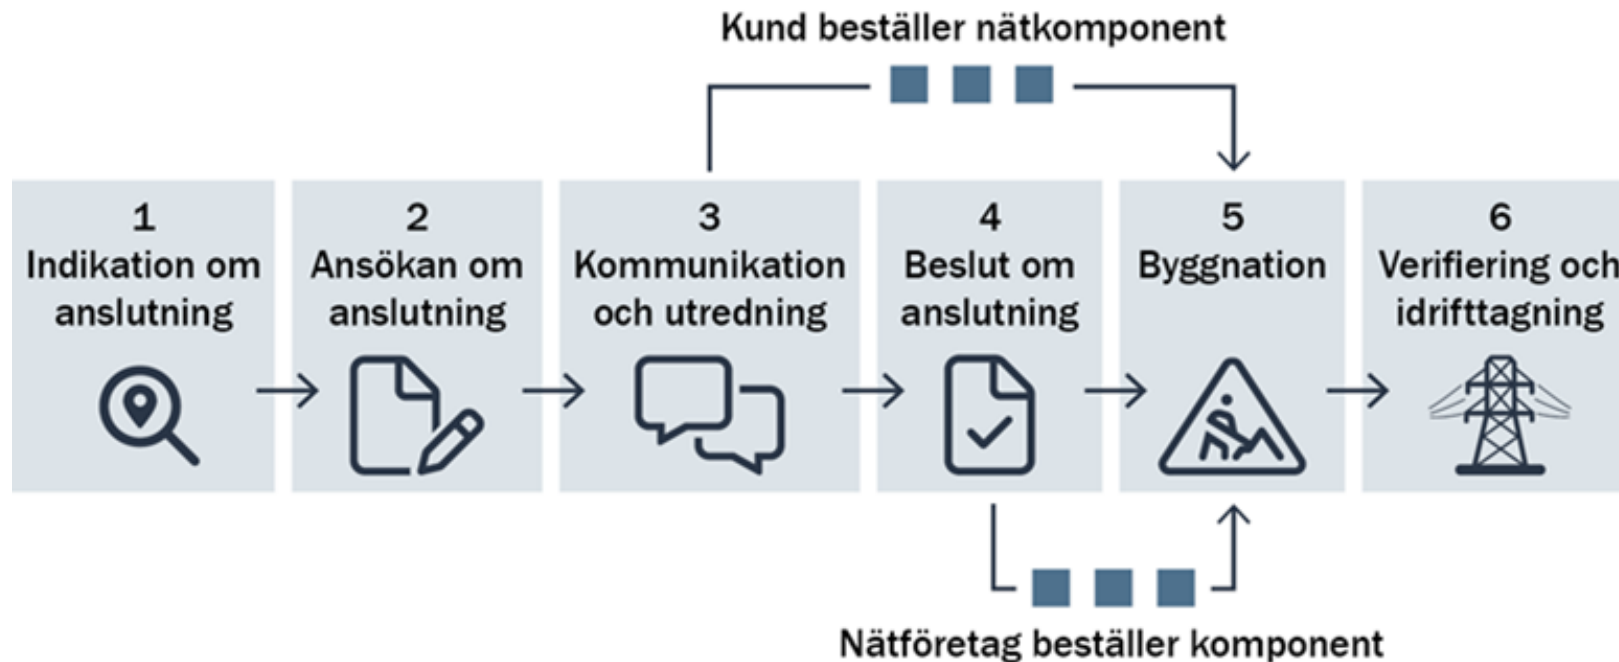 Kund beställer nätkomponent
1
Indikation om
anslutning
2
Ansökan om
anslutning
3
Kommunikation
och utredning
4
Beslut om
anslutning
5
Byggnation
6
Verifiering och
idrifttagning
Nätföretag beställer komponent